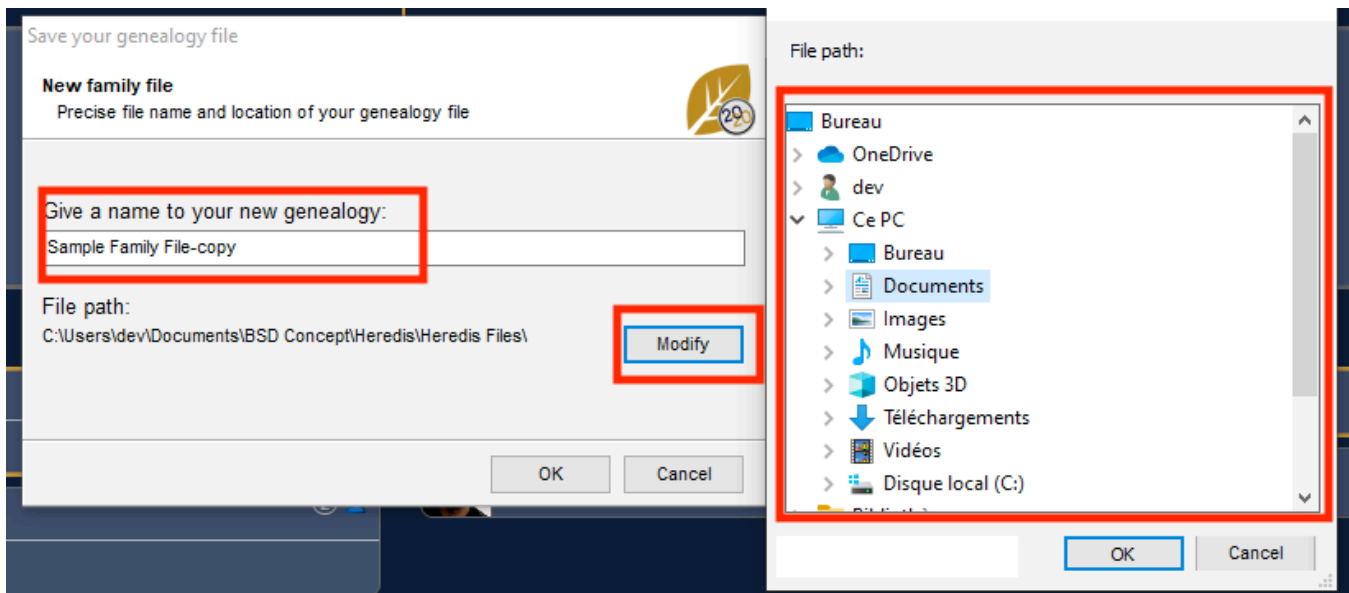 Save your genealogy file
New family file
Precise file name and location of your genealogy file
2020
Give a name to your new genealogy:
Sample Family File-copy
File path:
C:\Users\dev\Documents\BSD Concept\Heredis\Heredis Files\
Modify
OK
Cancel
File path:
Bureau
OneDrive
dev
Ce PC
Bureau
Documents
Images
Musique
Objets 3D
Téléchargements
Vidéos
Disque local (C:)
OK
Cancel